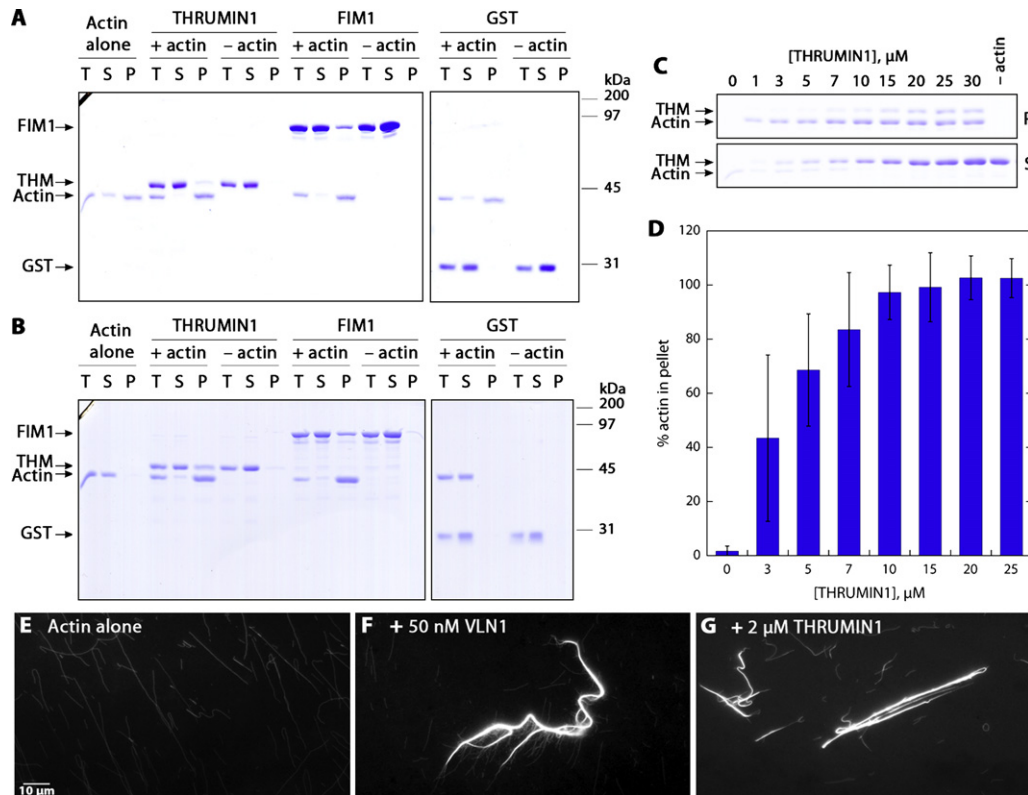 A
Actin alone
THRUMIN1
FIM1
GST
+ actin – actin + actin – actin + actin – actin
T S P T S P T S P T S P T S P T S P T S P
kDa
200
97
FIM1
THM
45
Actin
GST
31
B
Actin alone
THRUMIN1
FIM1
GST
+ actin – actin + actin – actin + actin – actin
T S P T S P T S P T S P T S P T S P T S P
kDa
200
97
FIM1
THM
45
Actin
GST
31
C
[THRUMIN1], µM
0 1 3 5 7 10 15 20 25 30 – actin
THM
Actin
THM
Actin
D
120
100
80
60
40
20
0
% actin in pellet
0 3 5 7 10 15 20 25
[THRUMIN1], µM
E Actin alone
10 µm
F + 50 nM VLN1
G + 2 µM THRUMIN1